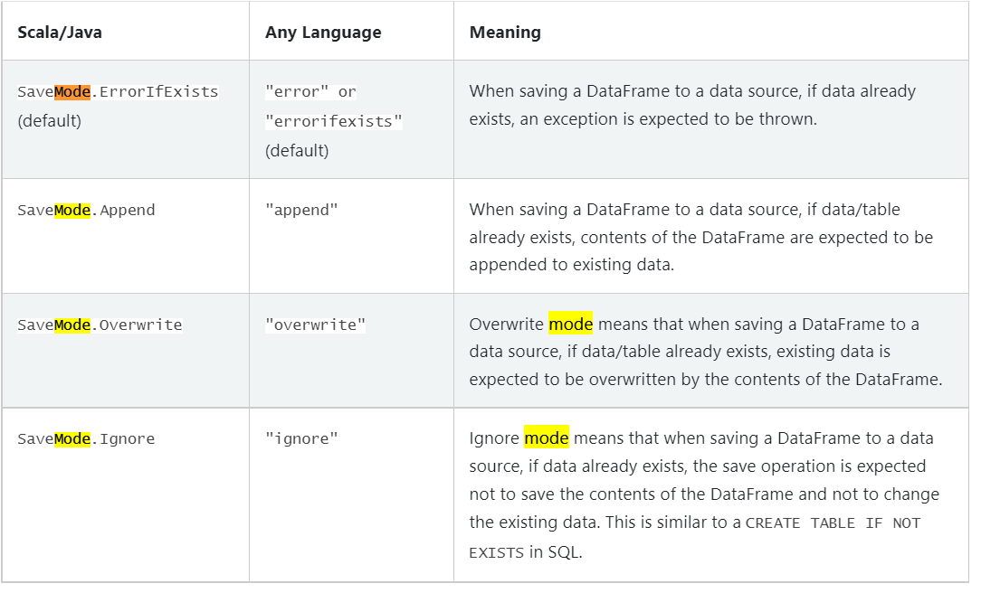 Scala/Java
Any Language
Meaning
SaveMode.ErrorIfExists
(default)
"error" or
"errorifexists"
(default)
When saving a DataFrame to a data source, if data already
exists, an exception is expected to be thrown.
SaveMode.Append
"append"
When saving a DataFrame to a data source, if data/table
already exists, contents of the DataFrame are expected to be
appended to existing data.
SaveMode.Overwrite
"overwrite"
Overwrite mode means that when saving a DataFrame to a
data source, if data/table already exists, existing data is
expected to be overwritten by the contents of the DataFrame.
SaveMode.Ignore
"ignore"
Ignore mode means that when saving a DataFrame to a data
source, if data already exists, the save operation is expected
not to save the contents of the DataFrame and not to change
the existing data. This is similar to a CREATE TABLE IF NOT
EXISTS in SQL.